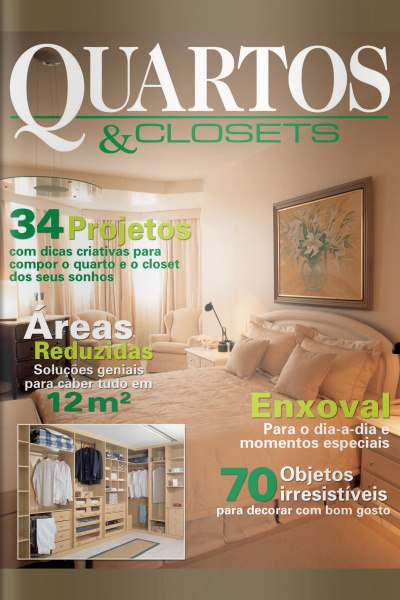 QUARTOS
& CLOSETS
34 Projetos
com dicas criativas para
compor o quarto e o closet
dos seus sonhos
Áreas
Reduzidas
Soluções geniais
para caber tudo em
12 m²
Enxoval
Para o dia-a-dia e
momentos especiais
70 Objetos
irresistíveis
para decorar com bom gosto